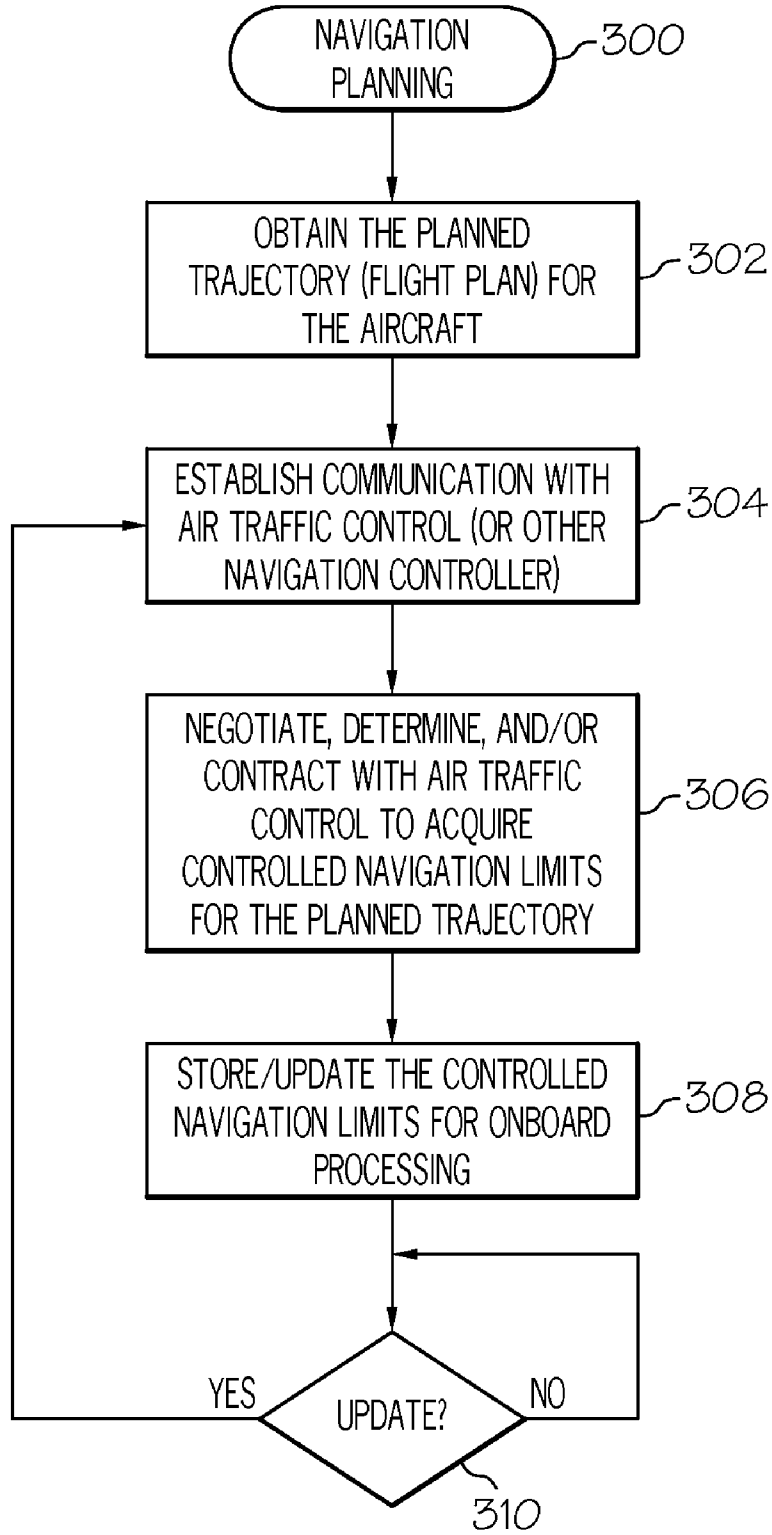 NAVIGATION
PLANNING
300
OBTAIN THE PLANNED
TRAJECTORY (FLIGHT PLAN) FOR
THE AIRCRAFT
302
ESTABLISH COMMUNICATION WITH
AIR TRAFFIC CONTROL (OR OTHER
NAVIGATION CONTROLLER)
304
NEGOTIATE, DETERMINE, AND/OR
CONTRACT WITH AIR TRAFFIC
CONTROL TO ACQUIRE
CONTROLLED NAVIGATION LIMITS
FOR THE PLANNED TRAJECTORY
306
STORE/UPDATE THE CONTROLLED
NAVIGATION LIMITS FOR ONBOARD
PROCESSING
308
YES
UPDATE?
NO
310